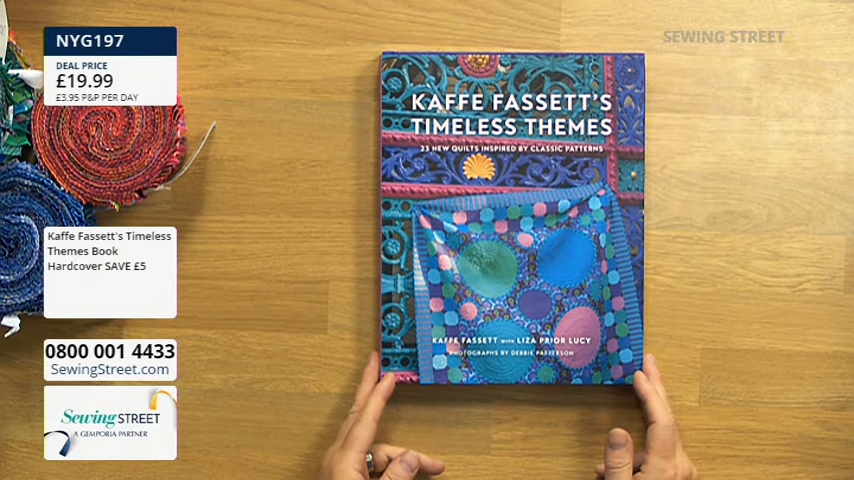 NYG197
DEAL PRICE
£19.99
£3.95 P&P PER DAY
SEWING STREET
KAFFE FASSETT'S
TIMELESS THEMES
23 NEW QUILTS INSPIRED BY CLASSIC PATTERNS
KAFFE FASSETT WITH LIZA PRIOR LUCY
PHOTOGRAPHS BY DEBBIE PATTERSON
Kaffe Fassett's Timeless
Themes Book
Hardcover SAVE £5
0800 001 4433
SewingStreet.com
Sewing STREET
A GEMPORIA PARTNER